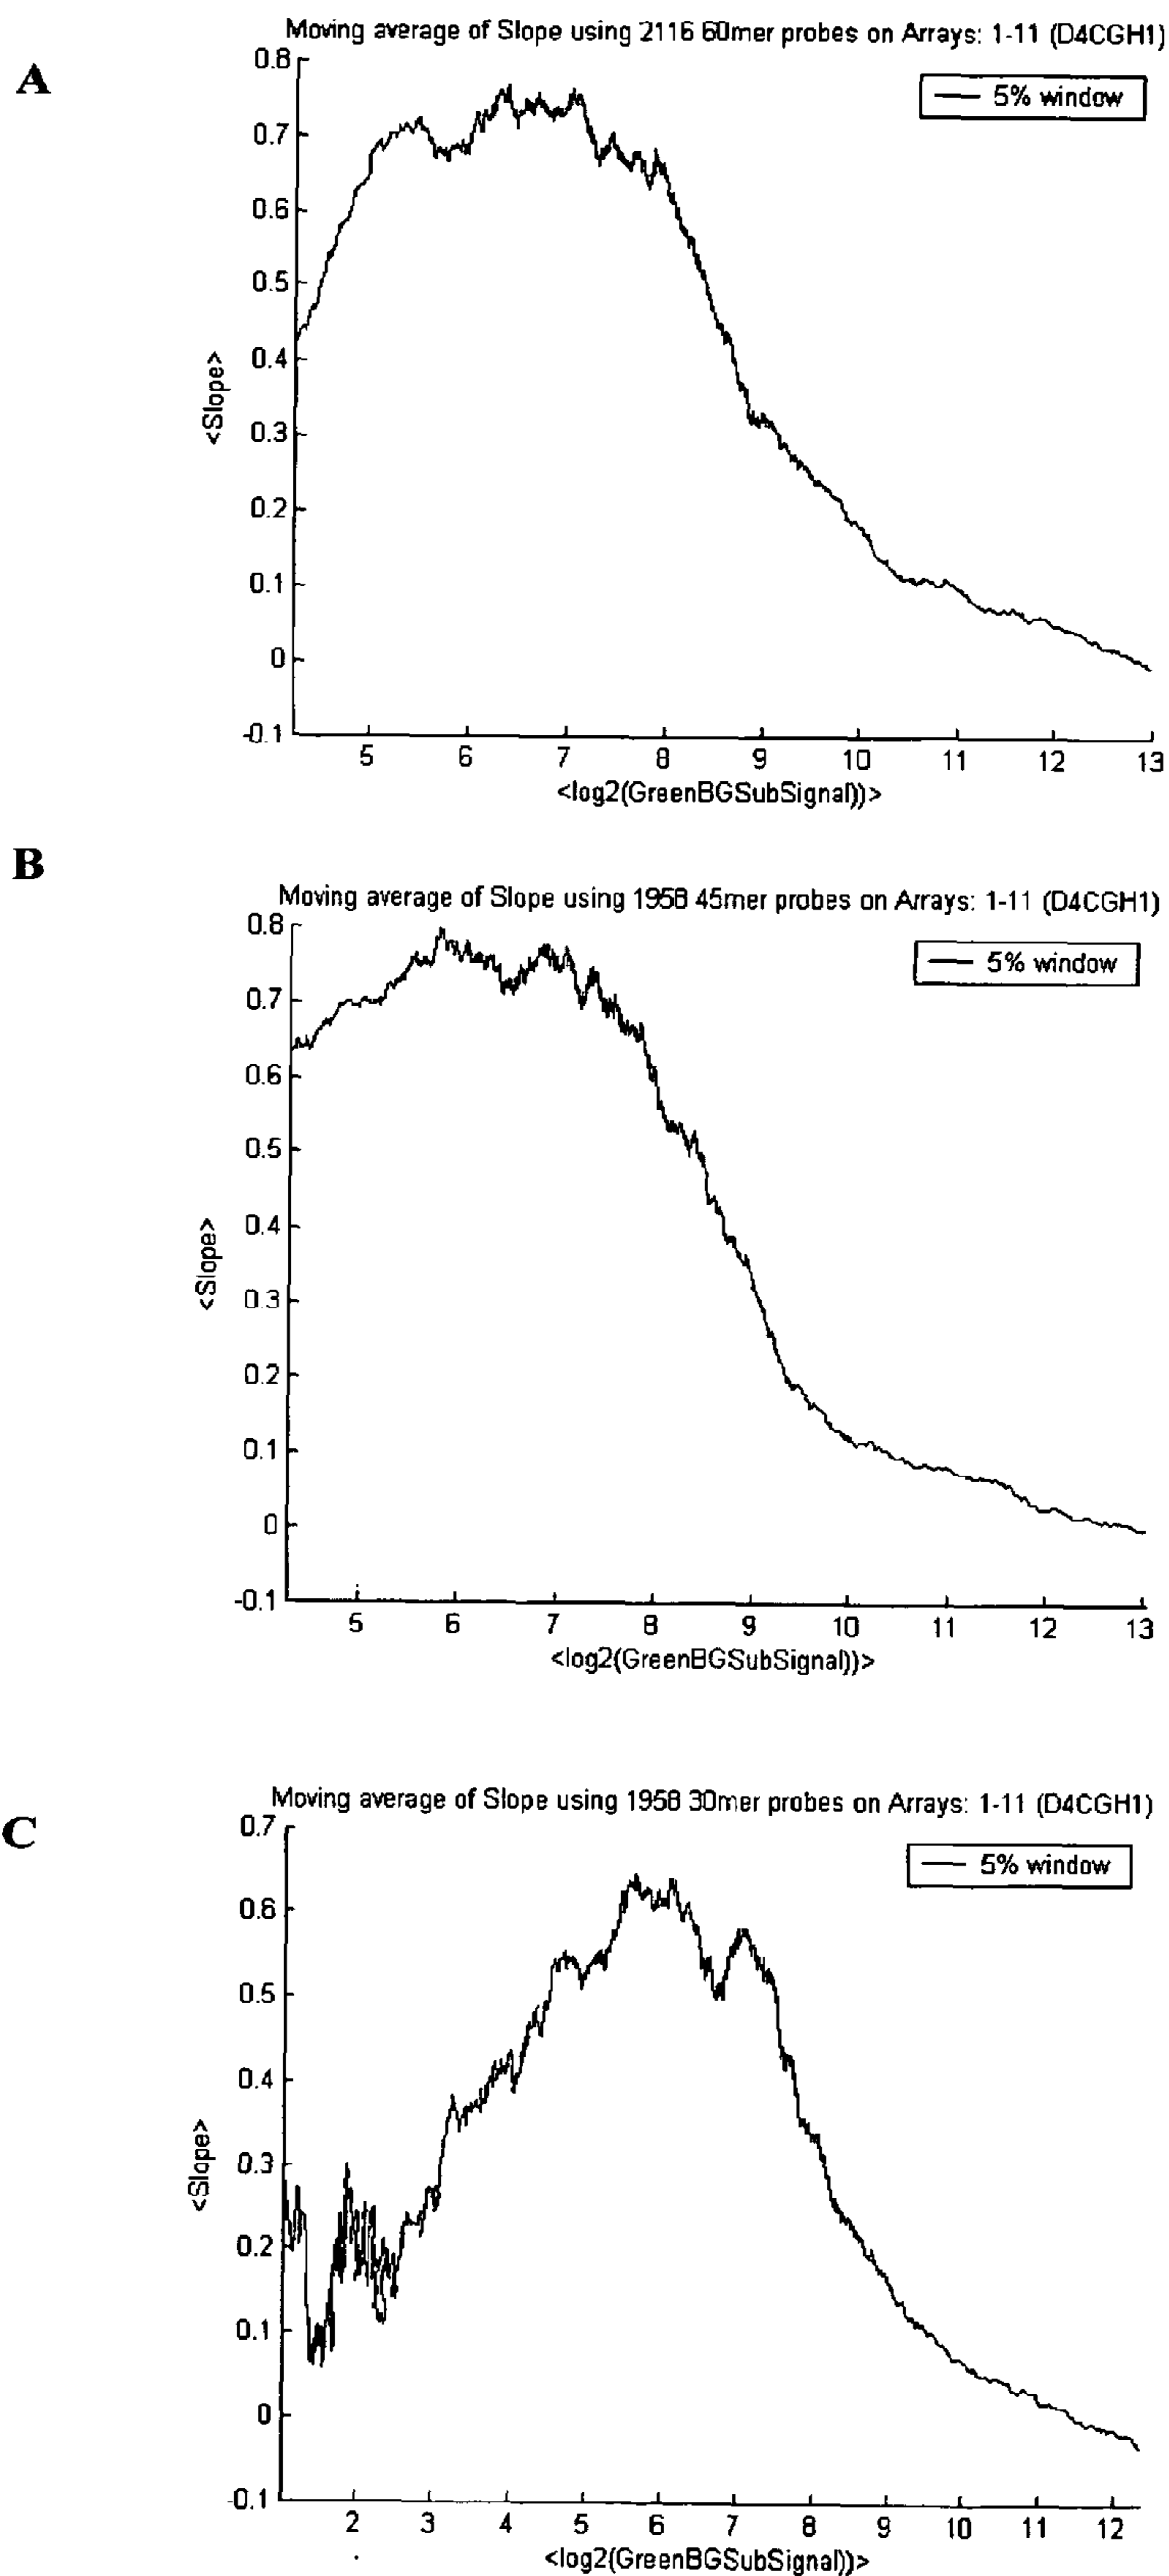 A
Moving average of Slope using 2116 60mer probes on Arrays: 1-11 (D4CGH1)
5% window
0.8
0.7
0.6
0.5
0.4
0.3
0.2
0.1
0
-0.1
<Slope>
5 6 7 8 9 10 11 12 13
<log2(GreenBGSubSignal))>
B
Moving average of Slope using 1958 45mer probes on Arrays: 1-11 (D4CGH1)
5% window
0.8
0.7
0.6
0.5
0.4
0.3
0.2
0.1
0
-0.1
<Slope>
5 6 7 8 9 10 11 12 13
<log2(GreenBGSubSignal))>
C
Moving average of Slope using 1958 30mer probes on Arrays: 1-11 (D4CGH1)
5% window
0.7
0.6
0.5
0.4
0.3
0.2
0.1
0
-0.1
<Slope>
2 3 4 5 6 7 8 9 10 11 12
<log2(GreenBGSubSignal))>